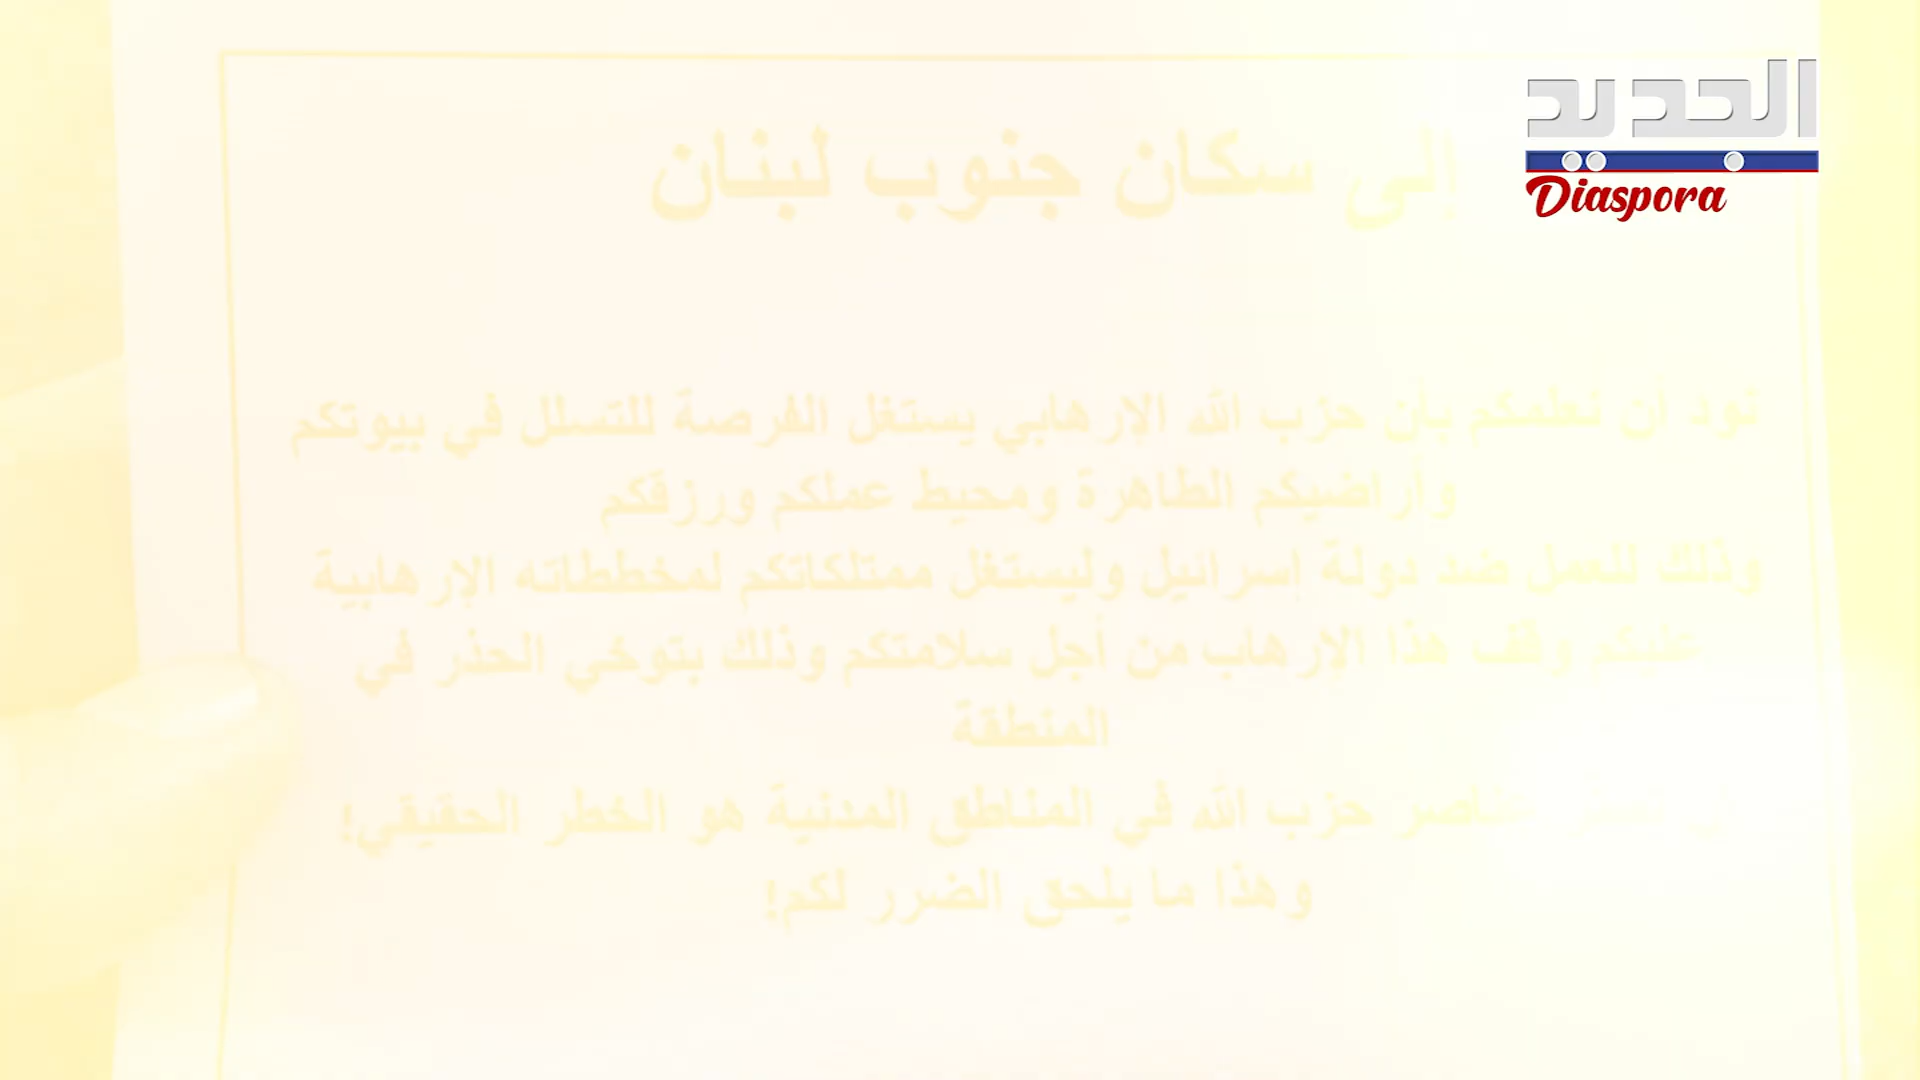 الجديد
Diaspora
إلى سكان جنوب لبنان
نود أن نعلمكم بأن حزب الله الإرهابي يستغل الفرصة للتسلل في بيوتكم
وأراضيكم الطاهرة ومحيط عملكم ورزقكم
وذلك للعمل ضد دولة إسرائيل وليستغل ممتلكاتكم لمخططاته الإرهابية
عليكم وقف هذا الإرهاب من أجل سلامتكم وذلك بتوخي الحذر في
المنطقة
عناصر حزب الله في المناطق المدنية هو الخطر الحقيقي!
وهذا ما يلحق الضرر لكم!